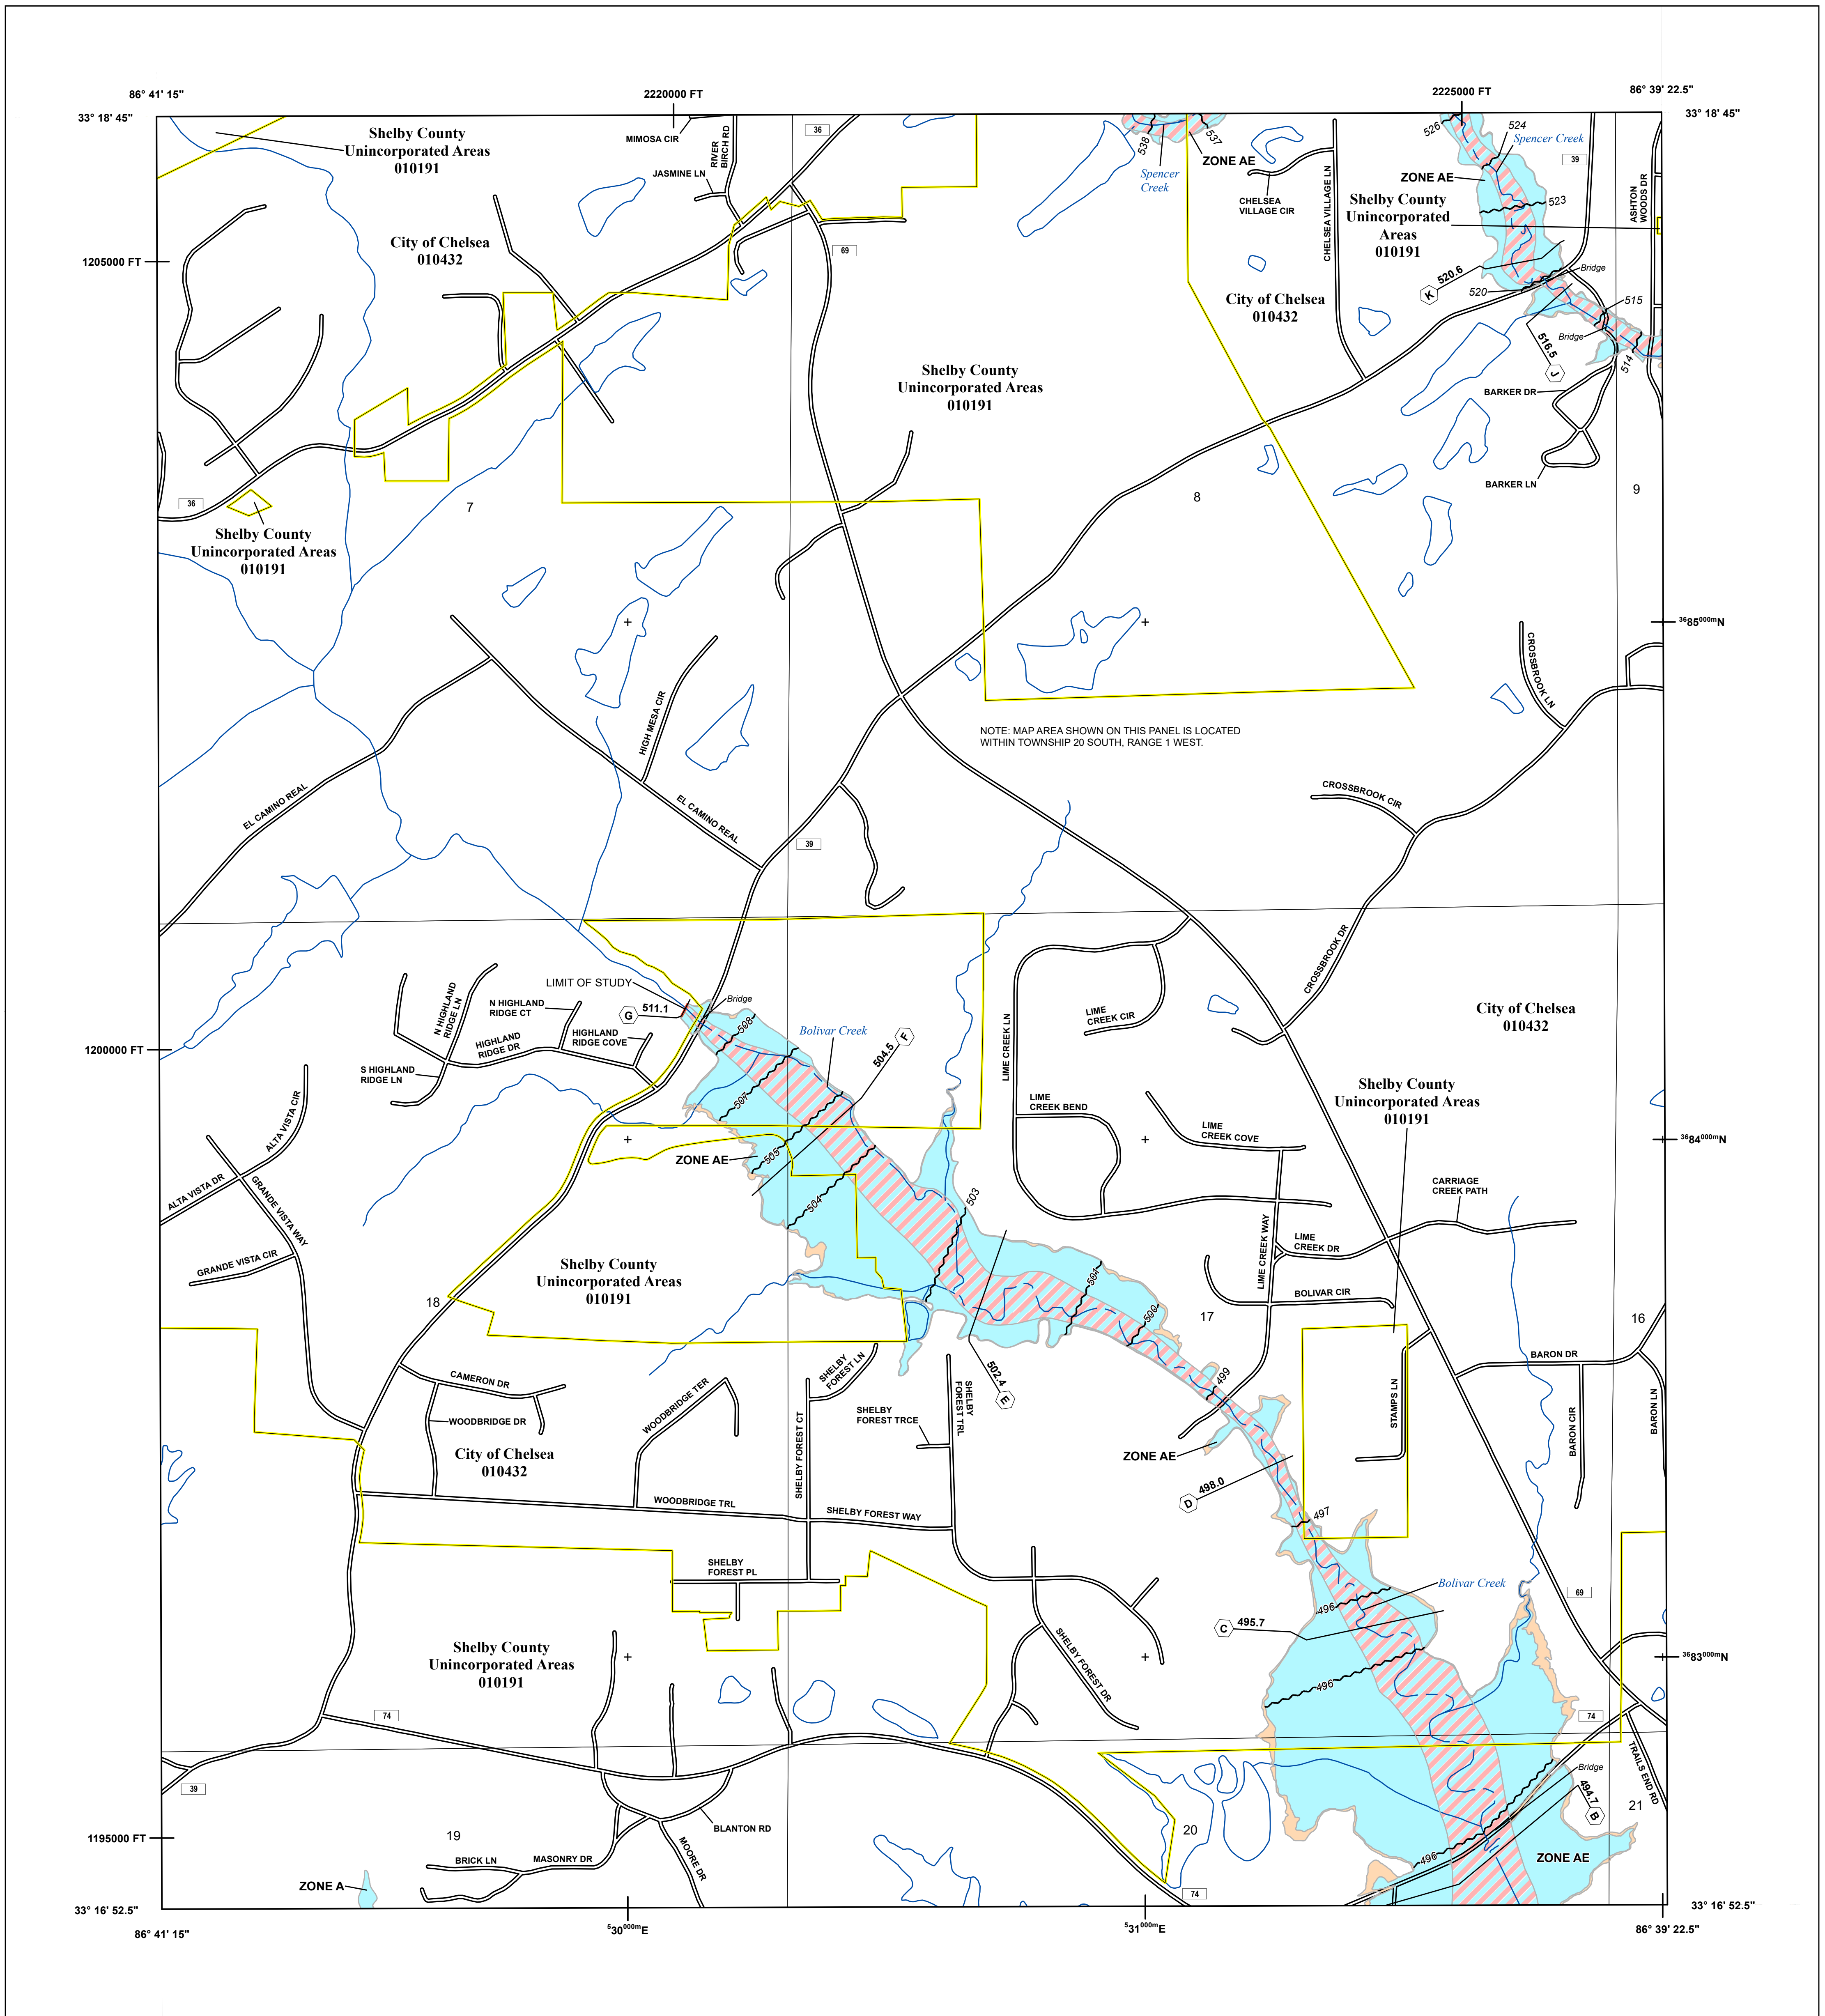 86° 41' 15"
2220000 FT
2225000 FT
86° 39' 22.5"
33° 18' 45"
33° 18' 45"
Shelby County
Unincorporated Areas
010191
MIMOSA CIR
RIVER
BIRCH RD
36
JASMINE LN
538
537
ZONE AE
Spencer
Creek
CHELSEA
VILLAGE CIR
CHELSEA VILLAGE LN
526
524
Spencer Creek
39
ZONE AE
523
Shelby County
Unincorporated
Areas
010191
ASHTON
WOODS DR
City of Chelsea
010432
69
1205000 FT
K
520.6
Bridge
520
515
City of Chelsea
010432
Bridge
516.5
J
514
Shelby County
Unincorporated Areas
010191
BARKER DR
BARKER LN
36
7
8
9
Shelby County
Unincorporated Areas
010191
3685000mN
CROSSBROOK LN
HIGH MESA CIR
NOTE: MAP AREA SHOWN ON THIS PANEL IS LOCATED
WITHIN TOWNSHIP 20 SOUTH, RANGE 1 WEST.
EL CAMINO REAL
EL CAMINO REAL
CROSSBROOK CIR
39
CROSSBROOK DR
LIMIT OF STUDY
N HIGHLAND
RIDGE LN
N HIGHLAND
RIDGE CT
G
511.1
Bridge
508
Bolivar Creek
504.5
F
HIGHLAND
RIDGE DR
HIGHLAND
RIDGE COVE
S HIGHLAND
RIDGE LN
LIME CREEK LN
LIME
CREEK CIR
City of Chelsea
010432
1200000 FT
507
Shelby County
Unincorporated Areas
010191
LIME
CREEK BEND
LIME
CREEK COVE
3684000mN
ALTA VISTA CIR
ALTA VISTA DR
GRANDE VISTA WAY
GRANDE VISTA CIR
ZONE AE
505
504
503
CARRIAGE
CREEK PATH
LIME CREEK WAY
LIME
CREEK DR
Shelby County
Unincorporated Areas
010191
18
501
500
BOLIVAR CIR
17
16
CAMERON DR
WOODBRIDGE DR
WOODBRIDGE TER
SHELBY
FOREST LN
SHELBY FOREST CT
SHELBY
FOREST TRCE
SHELBY
FOREST TRL
502.4
E
499
STAMPS LN
BARON DR
BARON CIR
BARON LN
City of Chelsea
010432
ZONE AE
D
498.0
497
WOODBRIDGE TRL
SHELBY FOREST WAY
SHELBY
FOREST PL
Bolivar Creek
69
496
C
495.7
Shelby County
Unincorporated Areas
010191
SHELBY FOREST DR
3683000mN
496
74
74
39
Bridge
494.7
B
TRAILS END RD
21
20
19
BLANTON RD
1195000 FT
BRICK LN
MASONRY DR
MOORE DR
496
ZONE AE
ZONE A
74
33° 16' 52.5"
33° 16' 52.5"
86° 41' 15"
530000mE
531000mE
86° 39' 22.5"